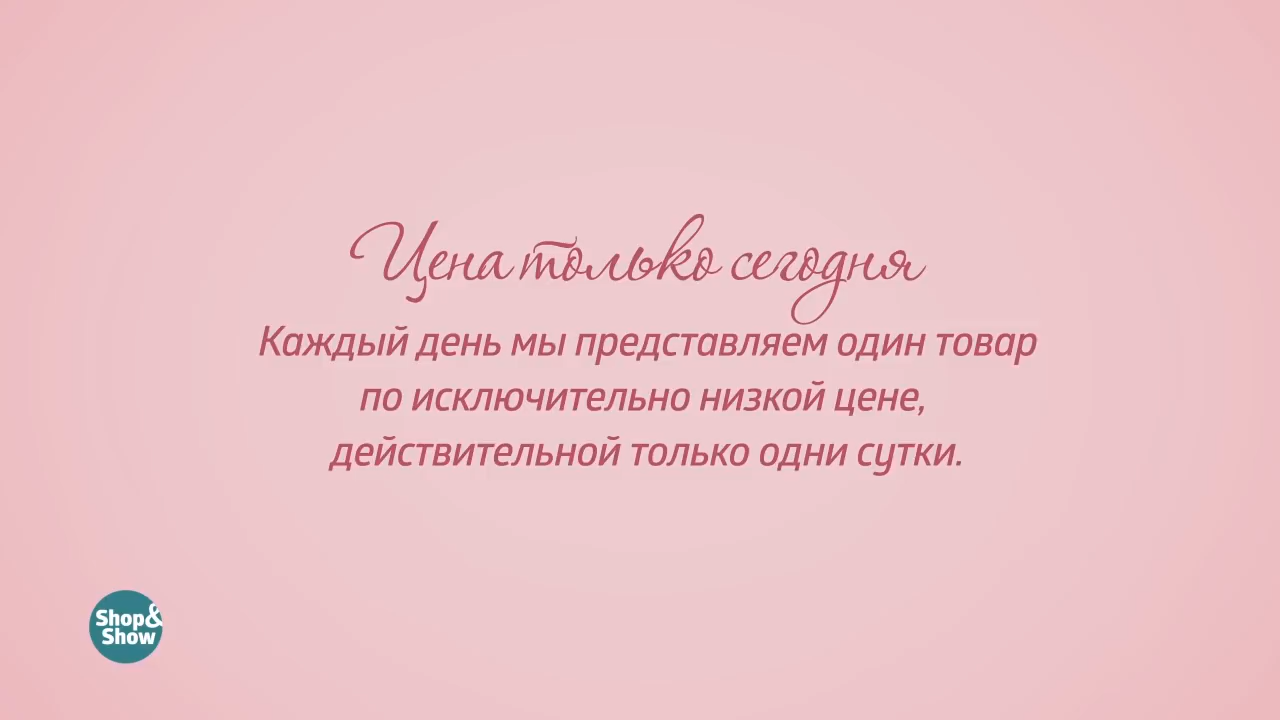 Цена только сегодня
Каждый день мы представляем один товар
по исключительно низкой цене,
действительной только одни сутки.
Shop&
Show